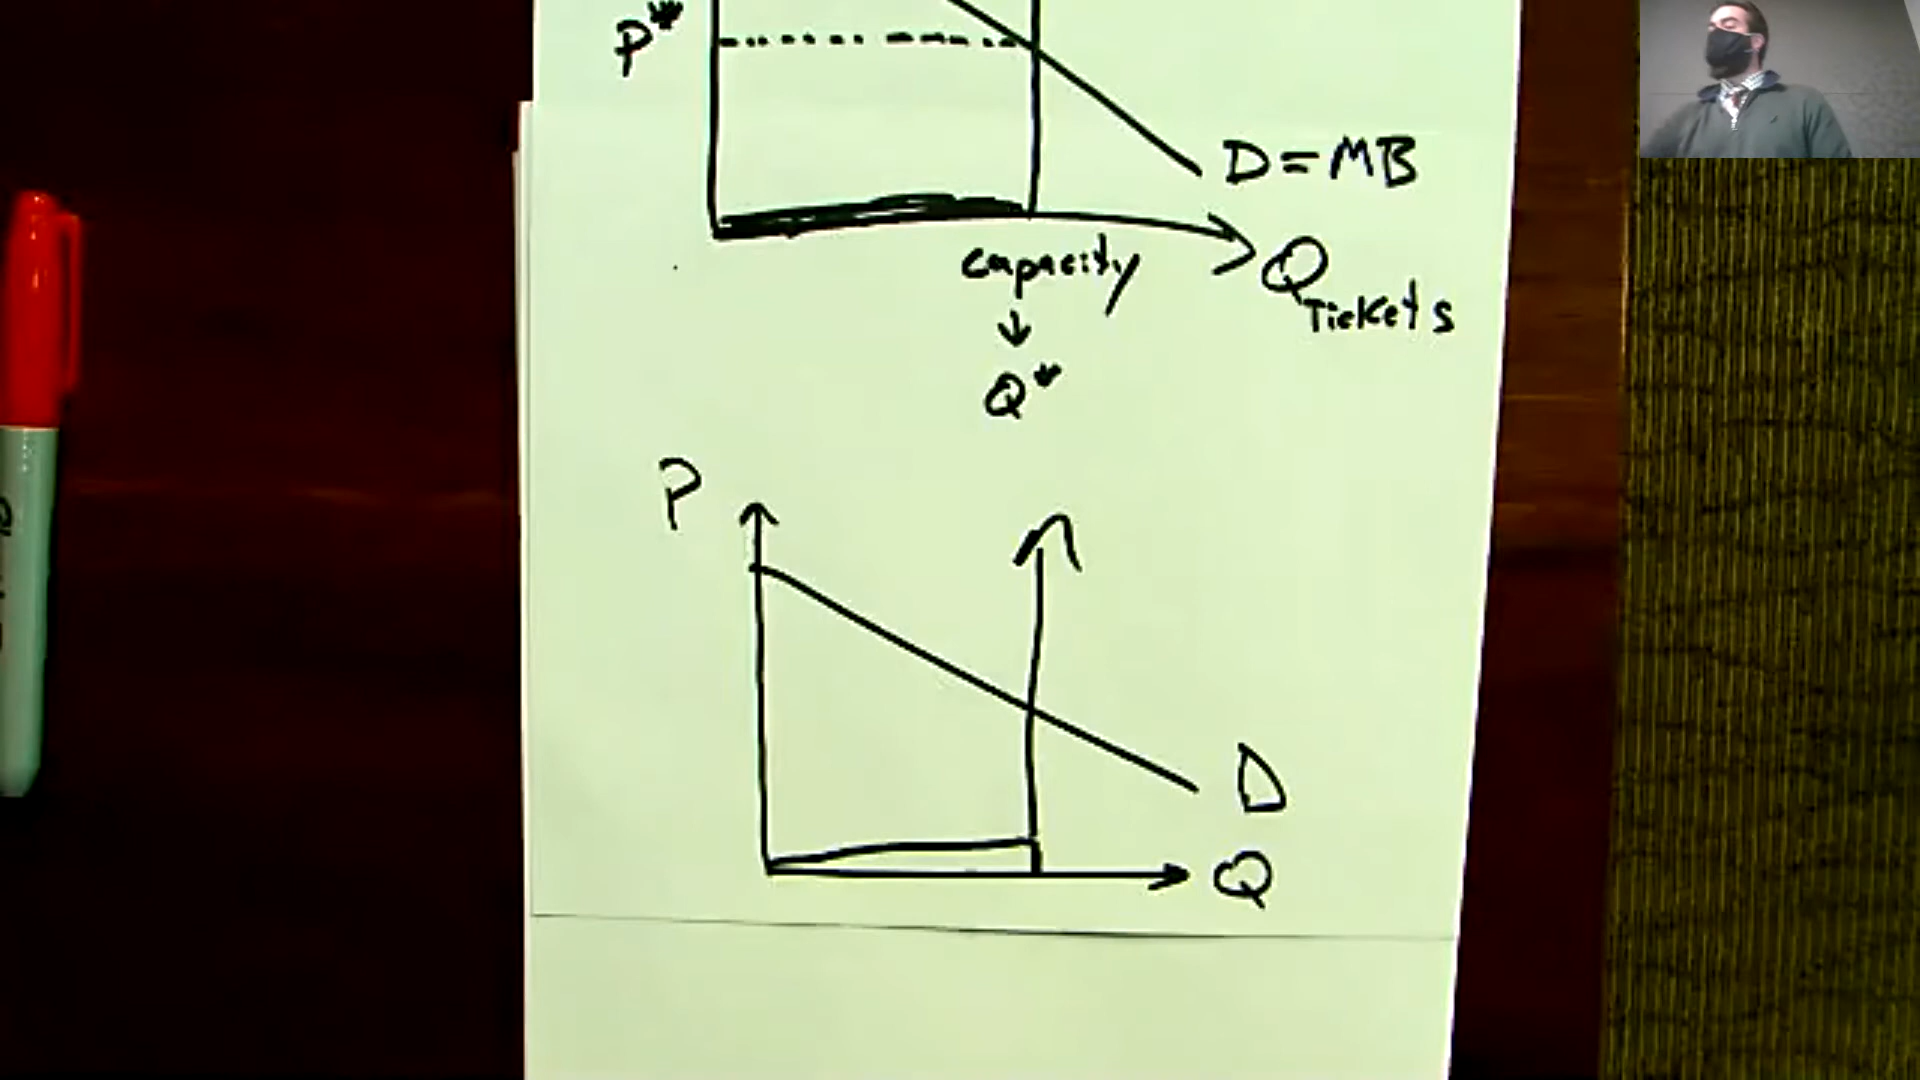 P*
D=MB
Capacity
Q Tickets
↓
Q*
P
D
Q